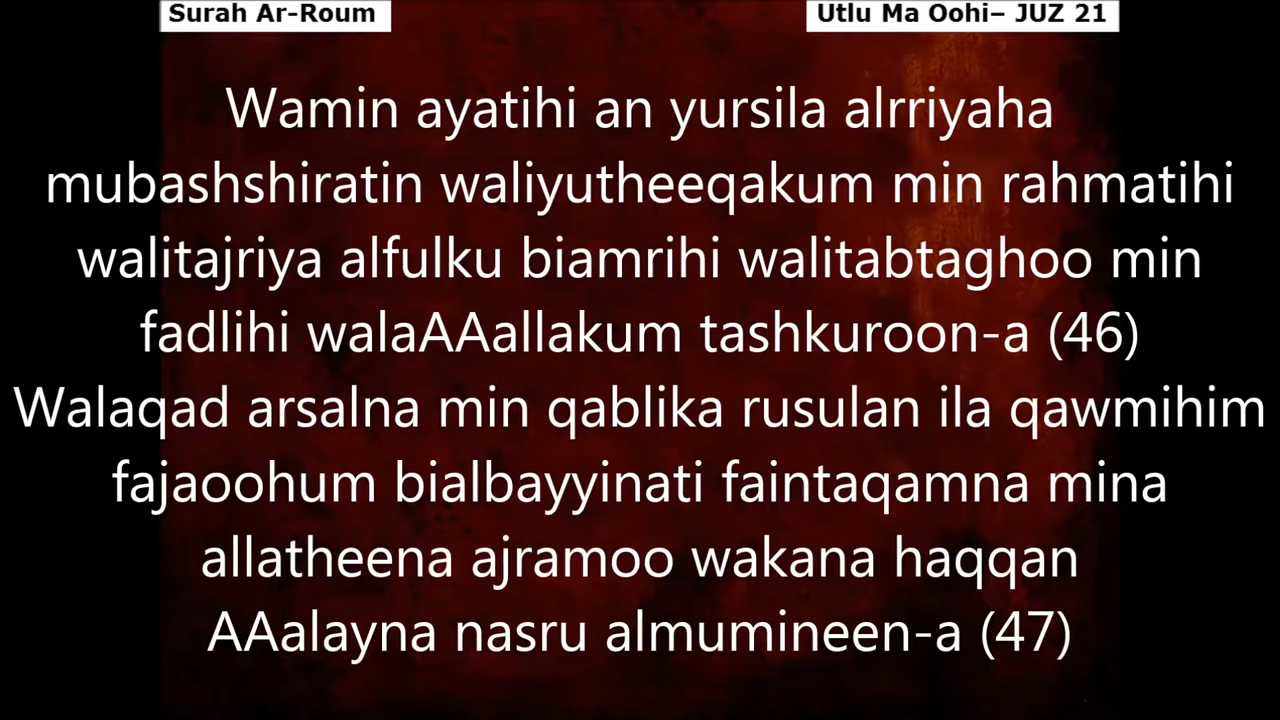 Surah Ar-Roum
Utlu Ma Oohi– JUZ 21
Wamin ayatihi an yursila alrriyaha
mubashshiratin waliyutheeqakum min rahmatihi
walitajriya alfulku biamrihi walitabtaghoo min
fadlihi walaAAallakum tashkuroon-a (46)
Walaqad arsalna min qablika rusulan ila qawmihim
fajaoohum bialbayyinati faintaqamna mina
allatheena ajramoo wakana haqqan
AAalayna nasru almumineen-a (47)